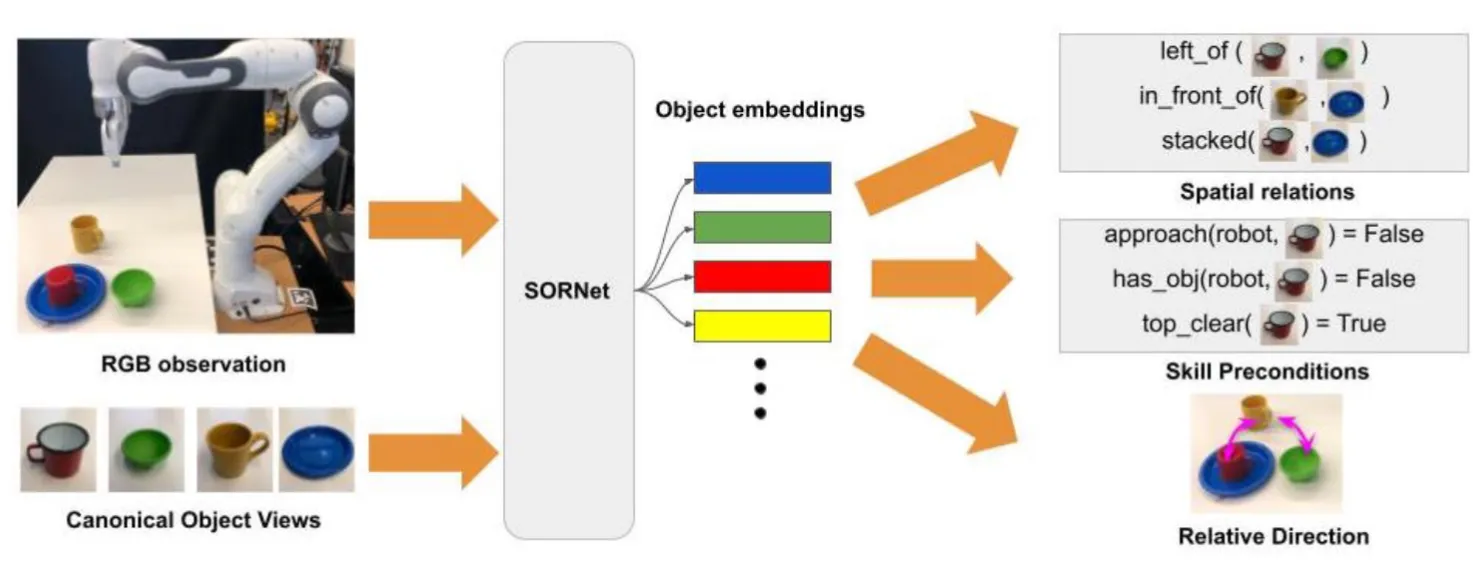 RGB observation
Canonical Object Views
SORNet
Object embeddings
left_of ( , )
in_front_of( , )
stacked( , )
Spatial relations
approach(robot, ) = False
has_obj(robot, ) = False
top_clear( ) = True
Skill Preconditions
Relative Direction